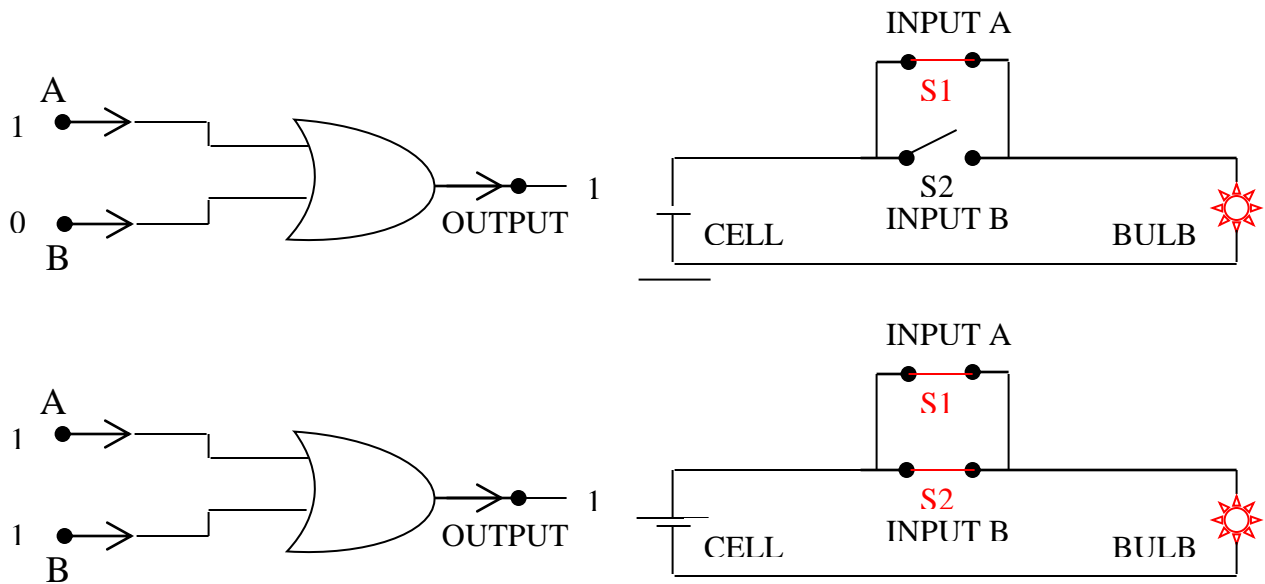 A
1
0
B
OUTPUT
1
INPUT A
S1
S2
INPUT B
CELL
BULB
A
1
1
B
OUTPUT
1
INPUT A
S1
S2
INPUT B
CELL
BULB